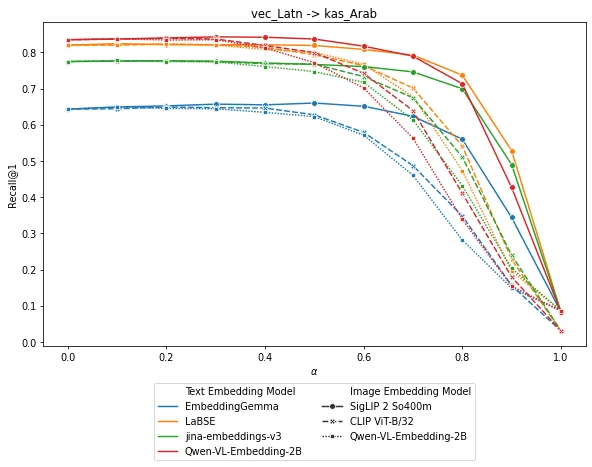 vec_Latn -> kas_Arab
Recall@1
0.8
0.7
0.6
0.5
0.4
0.3
0.2
0.1
0.0
0.0 0.2 0.4 0.6 0.8 1.0
α
Text Embedding Model Image Embedding Model
EmbeddingGemma SigLIP 2 So400m
LaBSE CLIP ViT-B/32
jina-embeddings-v3 Qwen-VL-Embedding-2B
Qwen-VL-Embedding-2B